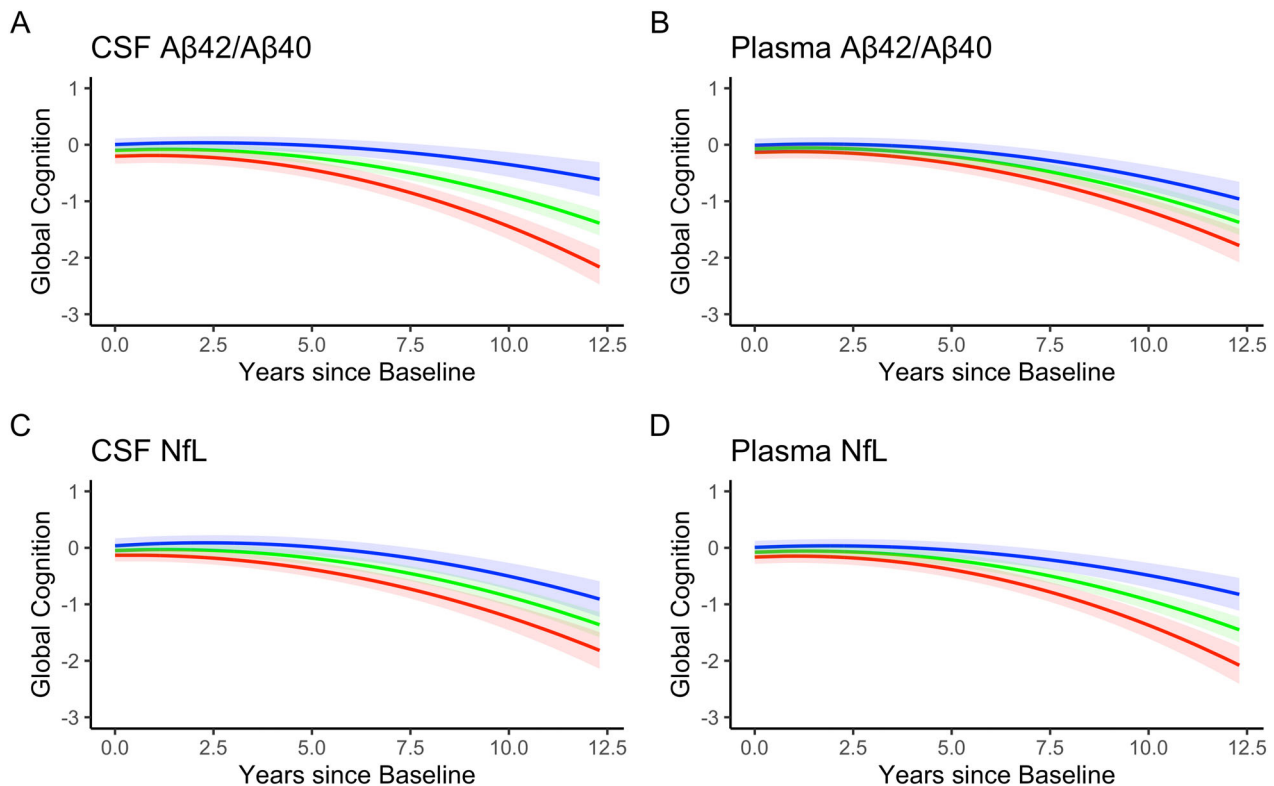 A
CSF Aβ42/Aβ40
Global Cognition
1
0
-1
-2
-3
0.0 2.5 5.0 7.5 10.0 12.5
Years since Baseline
B
Plasma Aβ42/Aβ40
Global Cognition
1
0
-1
-2
-3
0.0 2.5 5.0 7.5 10.0 12.5
Years since Baseline
C
CSF NfL
Global Cognition
1
0
-1
-2
-3
0.0 2.5 5.0 7.5 10.0 12.5
Years since Baseline
D
Plasma NfL
Global Cognition
1
0
-1
-2
-3
0.0 2.5 5.0 7.5 10.0 12.5
Years since Baseline